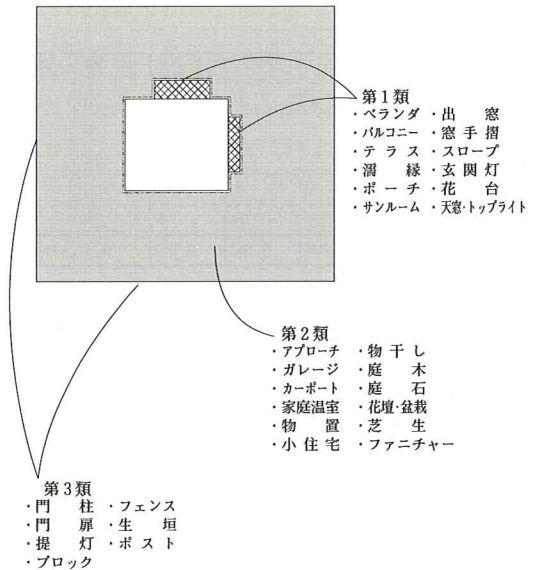 第1類
・ベランダ ・出　窓
・バルコニー ・窓手摺
・テラス ・スロープ
・濡　縁 ・玄関灯
・ポーチ ・花　台
・サンルーム ・天窓・トップライト
第2類
・アプローチ ・物干し
・ガレージ ・庭　木
・カーポート ・庭　石
・家庭温室 ・花壇・盆栽
・物　置 ・芝　生
・小住宅 ・ファニチャー
第3類
・門　柱 ・フェンス
・門　扉 ・生　垣
・提　灯 ・ポスト
・ブロック